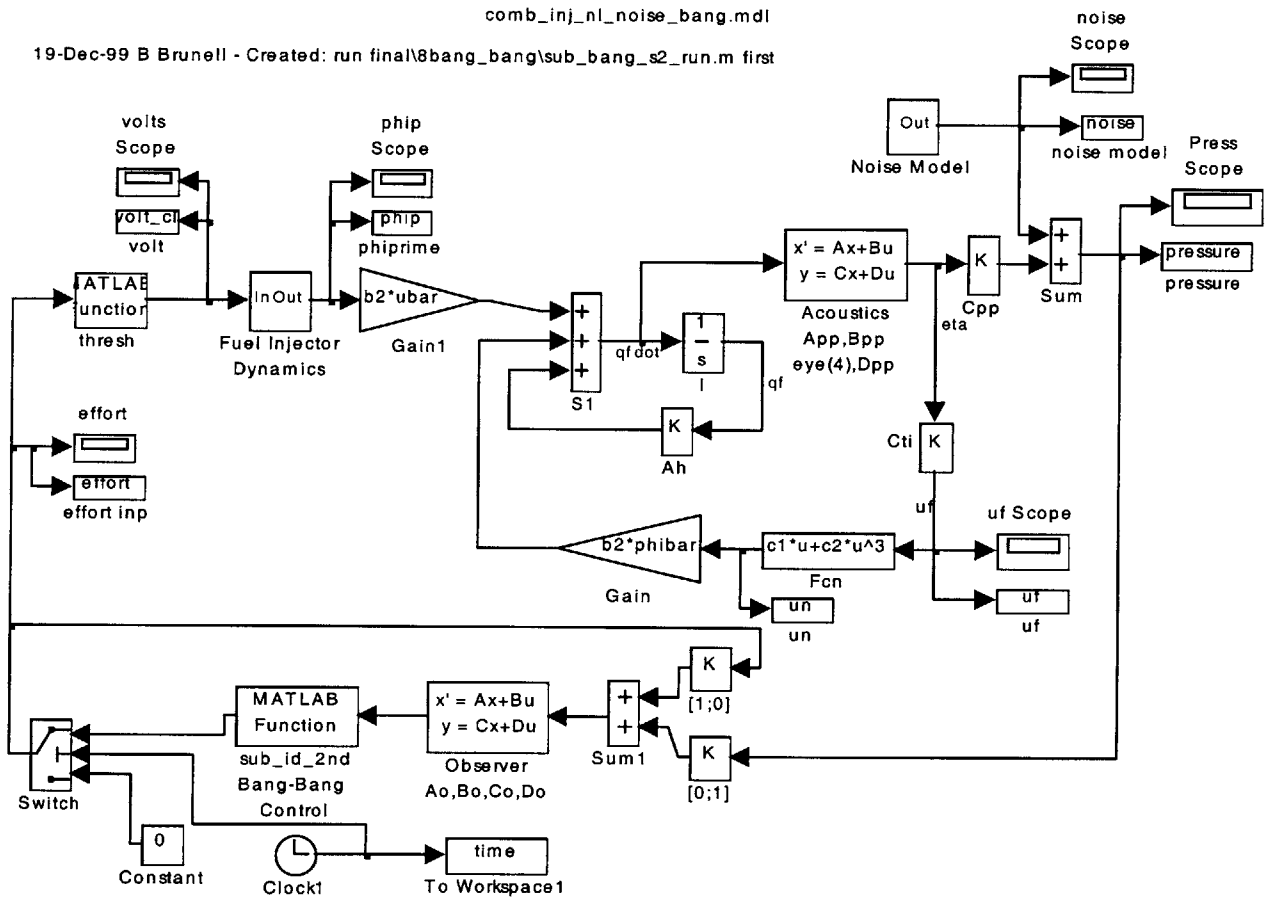 comb_inj_nl_noise_bang.mdl
19-Dec-99 B Brunell - Created: run final\8bang_bang\sub_bang_s2_run.m first
noise
Scope
Out
Noise Model
noise
noise model
Press
Scope
volts
Scope
volt
phip
Scope
phip
phiprime
thresh
In Out
Fuel Injector
Dynamics
b2*ubar
Gain1
+
+
+
S1
qfdot
1
s
I
qf
K
Ah
x' = Ax+Bu
y = Cx+Du
Acoustics
App,Bpp
eye(4),Dpp
K
Cpp
eta
+
+
Sum
pressure
pressure
effort
effort
effort inp
Cti
K
uf
uf Scope
uf
uf
c1*u+c2*u^3
Fcn
un
un
b2*phibar
Gain
K
[1;0]
K
[0;1]
+
+
Sum1
x' = Ax+Bu
y = Cx+Du
Observer
Ao,Bo,Co,Do
MATLAB
Function
sub_id_2nd
Bang-Bang
Control
Switch
0
Constant
Clock1
time
To Workspace1